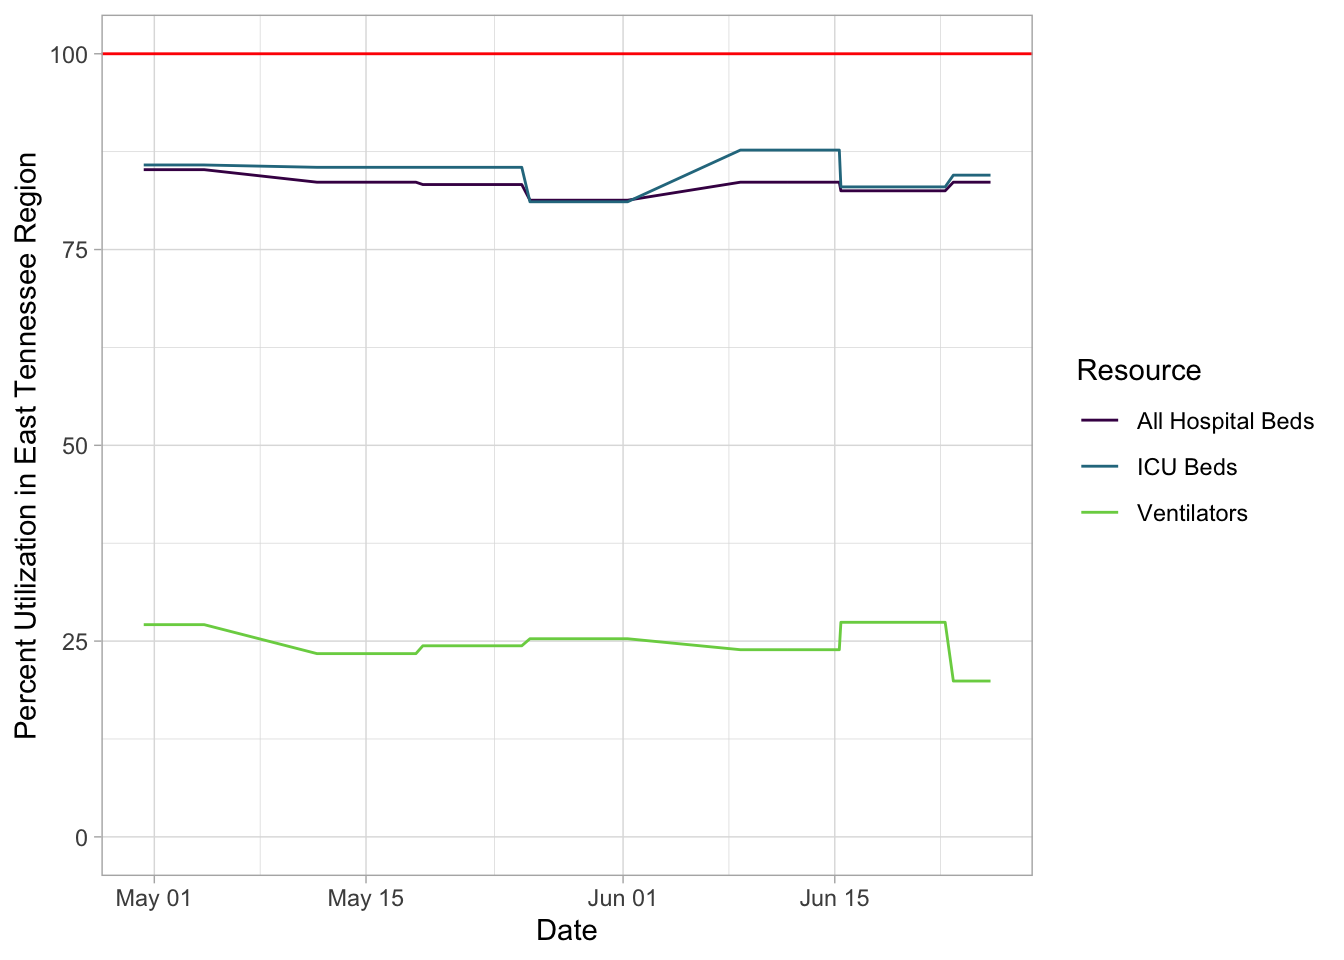 Percent Utilization in East Tennessee Region
100
75
50
25
0
May 01
May 15
Jun 01
Jun 15
Date
Resource
All Hospital Beds
ICU Beds
Ventilators